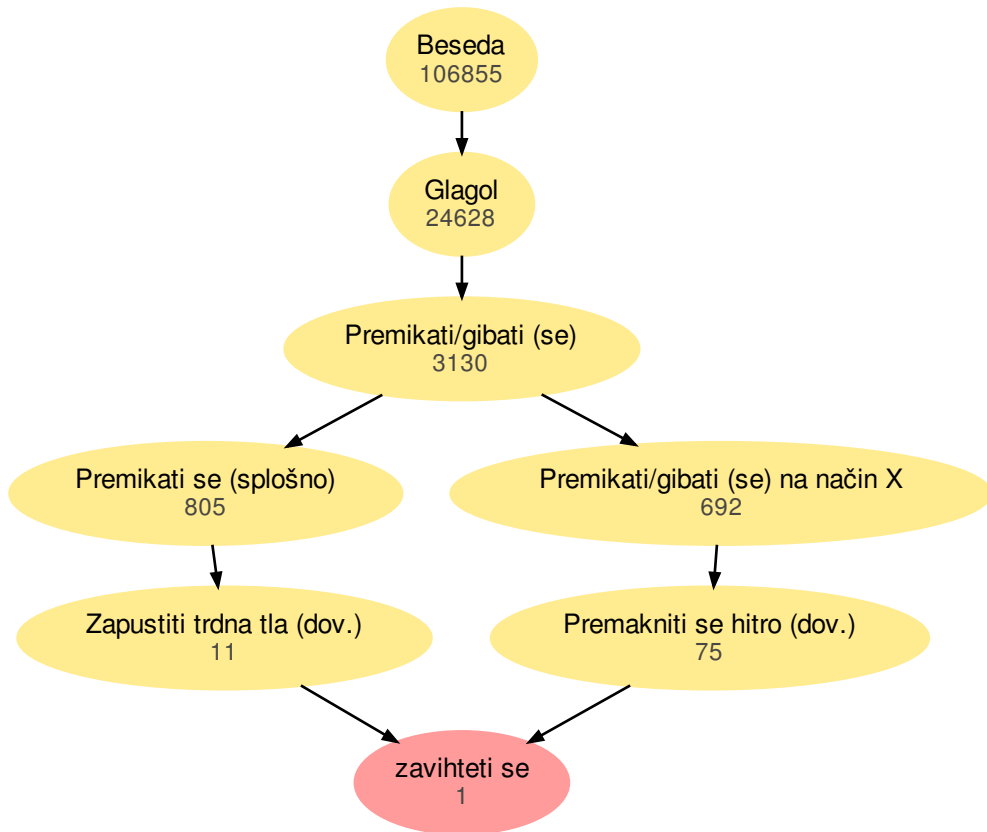 Beseda
106855
Glagol
24628
Premikati/gibati (se)
3130
Premikati se (splošno)
805
Premikati/gibati (se) na način X
692
Zapustiti trdna tla (dov.)
11
Premakniti se hitro (dov.)
75
zavihteti se
1